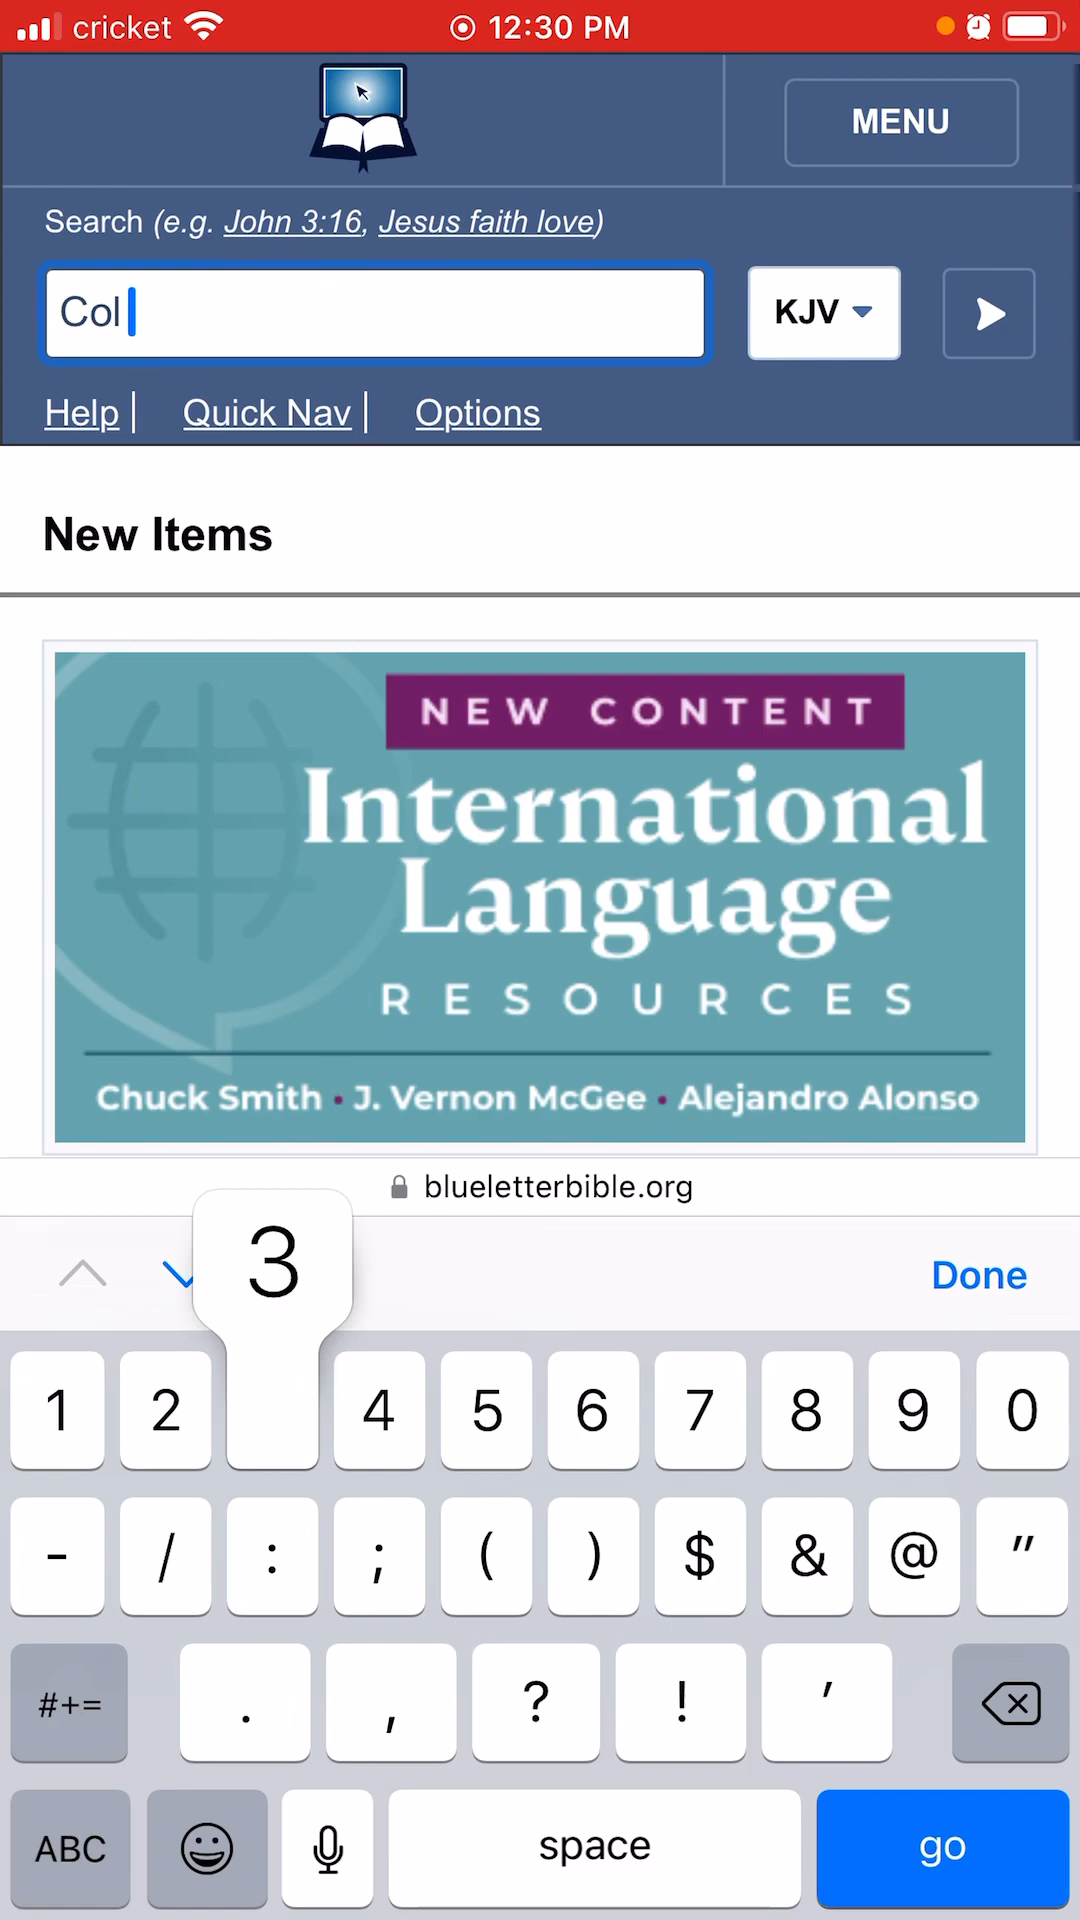 cricket 12:30 PM
MENU
Search (e.g. John 3:16, Jesus faith love)
Col
KJV
Help | Quick Nav | Options
New Items
NEW CONTENT
International
Language
RESOURCES
Chuck Smith • J. Vernon McGee • Alejandro Alonso
blueletterbible.org
3
Done
1 2 4 5 6 7 8 9 0
- / : ; ( ) $ & @ "
#+= . , ? ! '
ABC space go